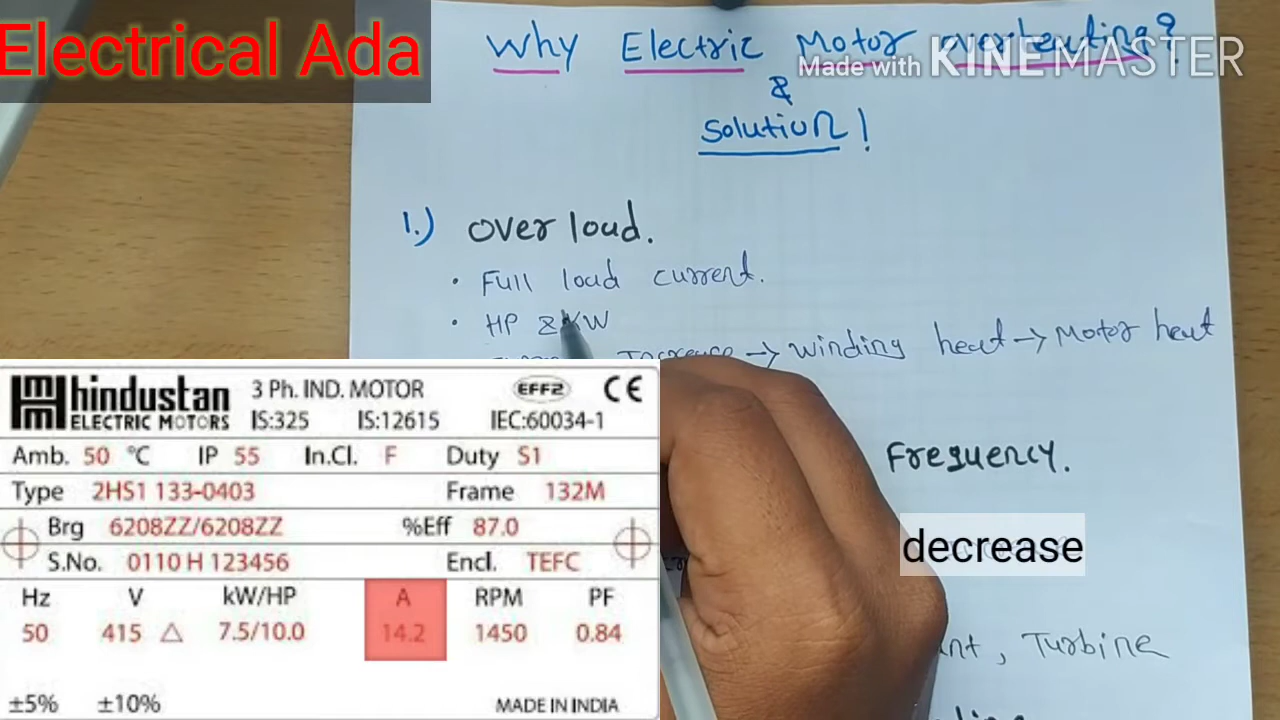 Electrical Ada
Why Electric Motor overheating?
Made with KINEMASTER
&
Solution!
1.) over load.
• Full load current.
• HP & KW
Increase → Winding heat → Motor heat
Frequency.
decrease
, Turbine
hindustan
ELECTRIC MOTORS
3 Ph. IND. MOTOR
EFF2
CE
IS:325 IS:12615 IEC:60034-1
Amb. 50 °C IP 55 In.Cl. F Duty S1
Type 2HS1 133-0403 Frame 132M
Brg 6208ZZ/6208ZZ %Eff 87.0
S.No. 0110 H 123456 Encl. TEFC
Hz V kW/HP A RPM PF
50 415 △ 7.5/10.0 14.2 1450 0.84
±5% ±10% MADE IN INDIA